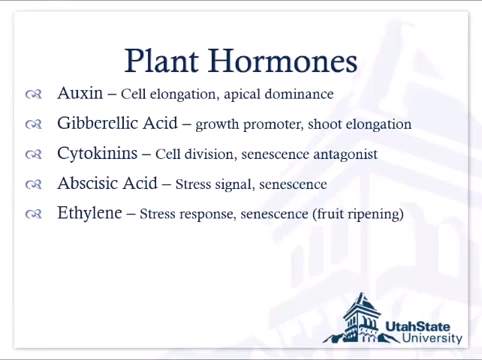 Plant Hormones
Auxin – Cell elongation, apical dominance
Gibberellic Acid – growth promoter, shoot elongation
Cytokinins – Cell division, senescence antagonist
Abscisic Acid – Stress signal, senescence
Ethylene – Stress response, senescence (fruit ripening)
UtahState
University